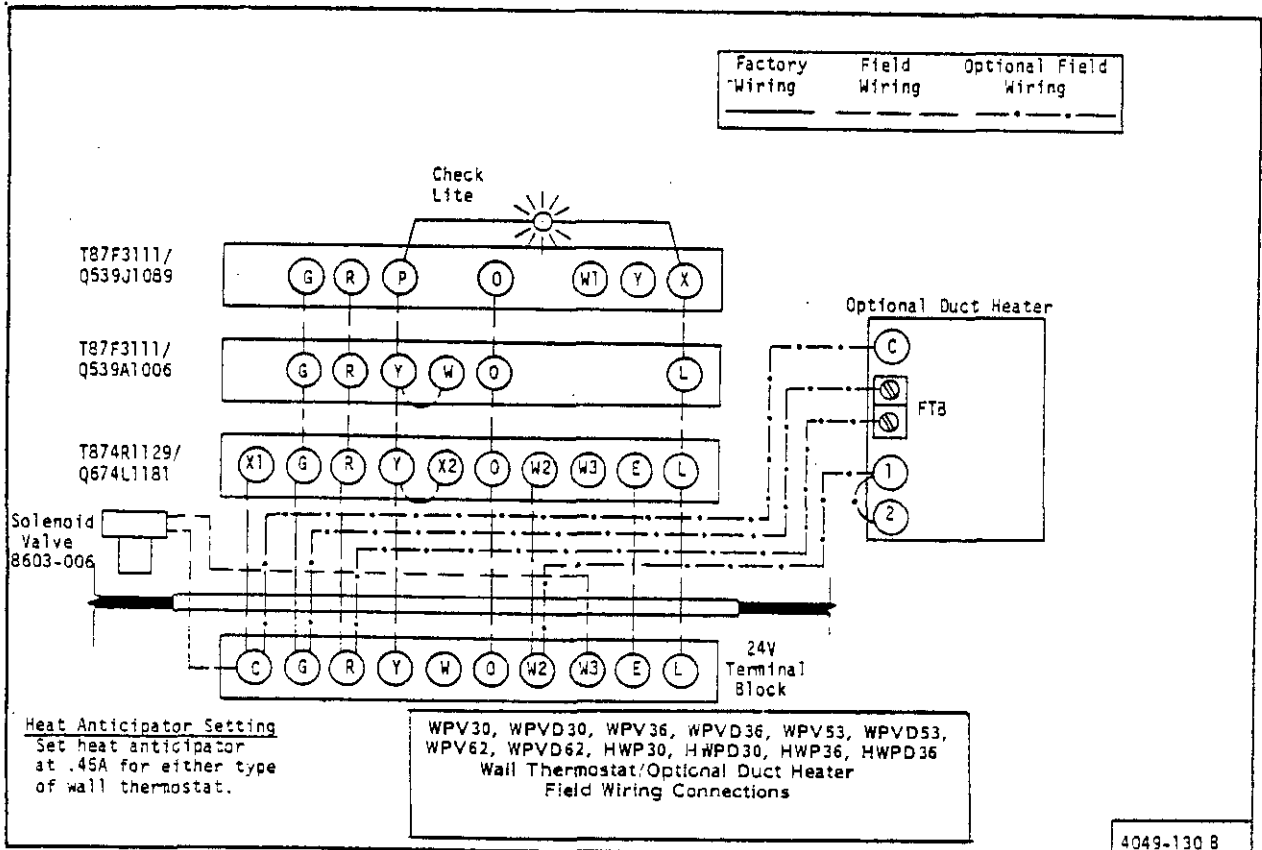 Factory Field Optional Field
Wiring Wiring Wiring
Check
Lite
T87F3111/
Q539J1089
G R P O W1 Y X
Optional Duct Heater
T87F3111/
Q539A1006
G R Y W O L
C
FTB
1
2
T874R1129/
Q674L1181
X1 G R Y X2 O W2 W3 E L
Solenoid
Valve
8603-006
C G R Y W O W2 W3 E L
24V
Terminal
Block
Heat Anticipator Setting
Set heat anticipator
at .45A for either type
of wall thermostat.
WPV30, WPVD30, WPV36, WPVD36, WPV53, WPVD53,
WPV62, WPVD62, HWP30, HWPD30, HWP36, HWPD36
Wall Thermostat/Optional Duct Heater
Field Wiring Connections
4049-130 B